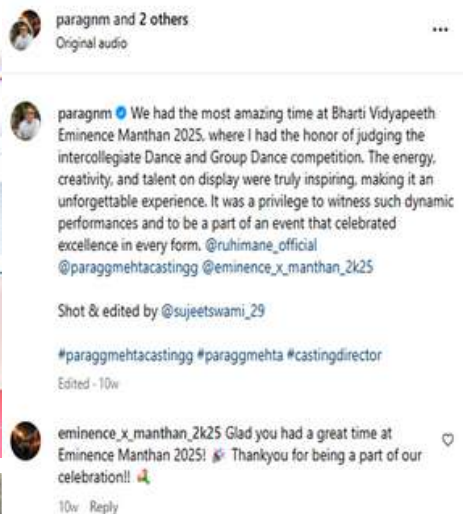 paragnm and 2 others
Original audio
paragnm We had the most amazing time at Bharti Vidyapeeth
Eminence Manthan 2025, where I had the honor of judging the
intercollegiate Dance and Group Dance competition. The energy,
creativity, and talent on display were truly inspiring, making it an
unforgettable experience. It was a privilege to witness such dynamic
performances and to be a part of an event that celebrated
excellence in every form. @ruhimane_official
@paraggmehtacastingg @eminence_x_manthan_2k25
Shot & edited by @sujeetswami_29
#paraggmehtacastingg #paraggmehta #castingdirector
Edited · 10w
eminence_x_manthan_2k25 Glad you had a great time at
Eminence Manthan 2025! 🎉 Thankyou for being a part of our
celebration!! 💃
10w Reply